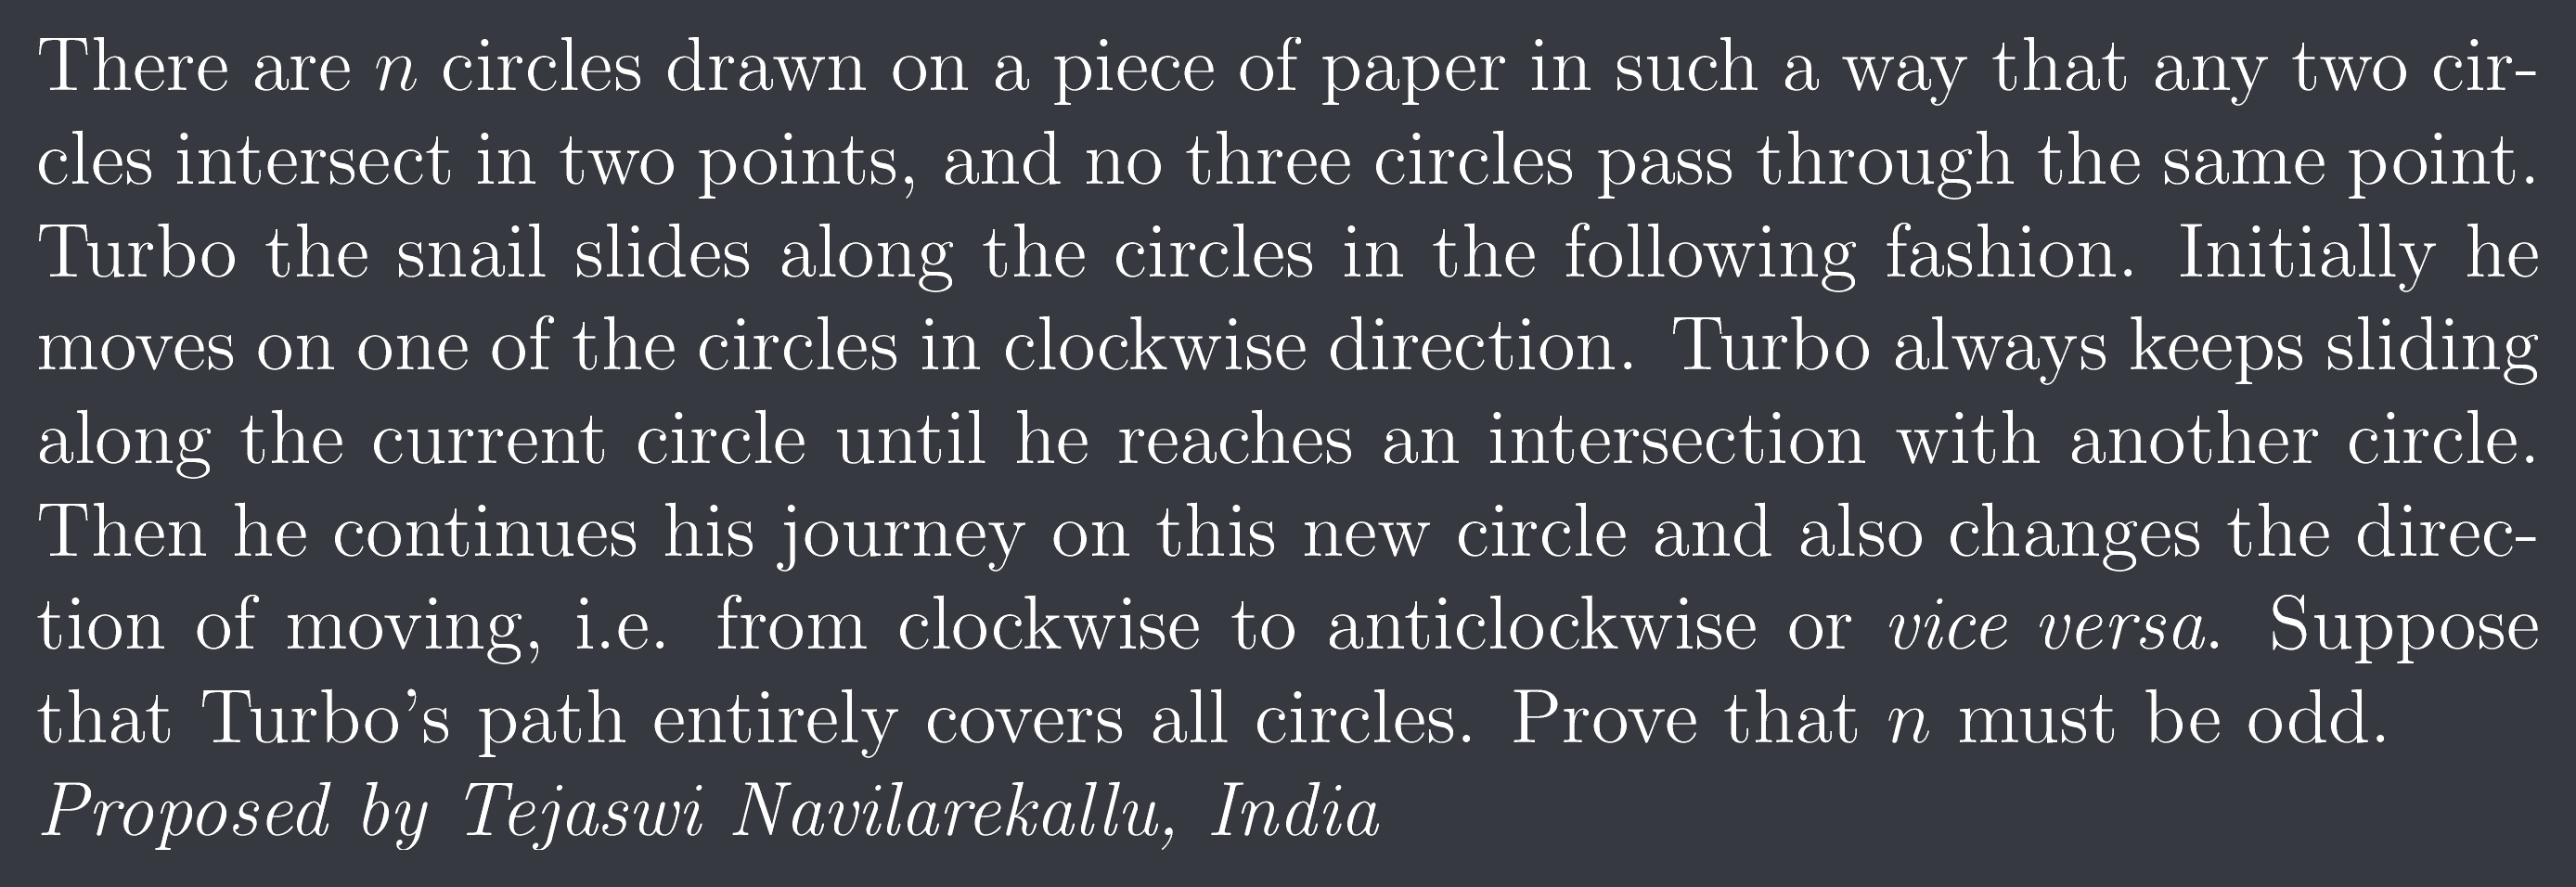 There are n circles drawn on a piece of paper in such a way that any two cir-
cles intersect in two points, and no three circles pass through the same point.
Turbo the snail slides along the circles in the following fashion. Initially he
moves on one of the circles in clockwise direction. Turbo always keeps sliding
along the current circle until he reaches an intersection with another circle.
Then he continues his journey on this new circle and also changes the direc-
tion of moving, i.e. from clockwise to anticlockwise or vice versa. Suppose
that Turbo's path entirely covers all circles. Prove that n must be odd.
Proposed by Tejaswi Navilarekallu, India